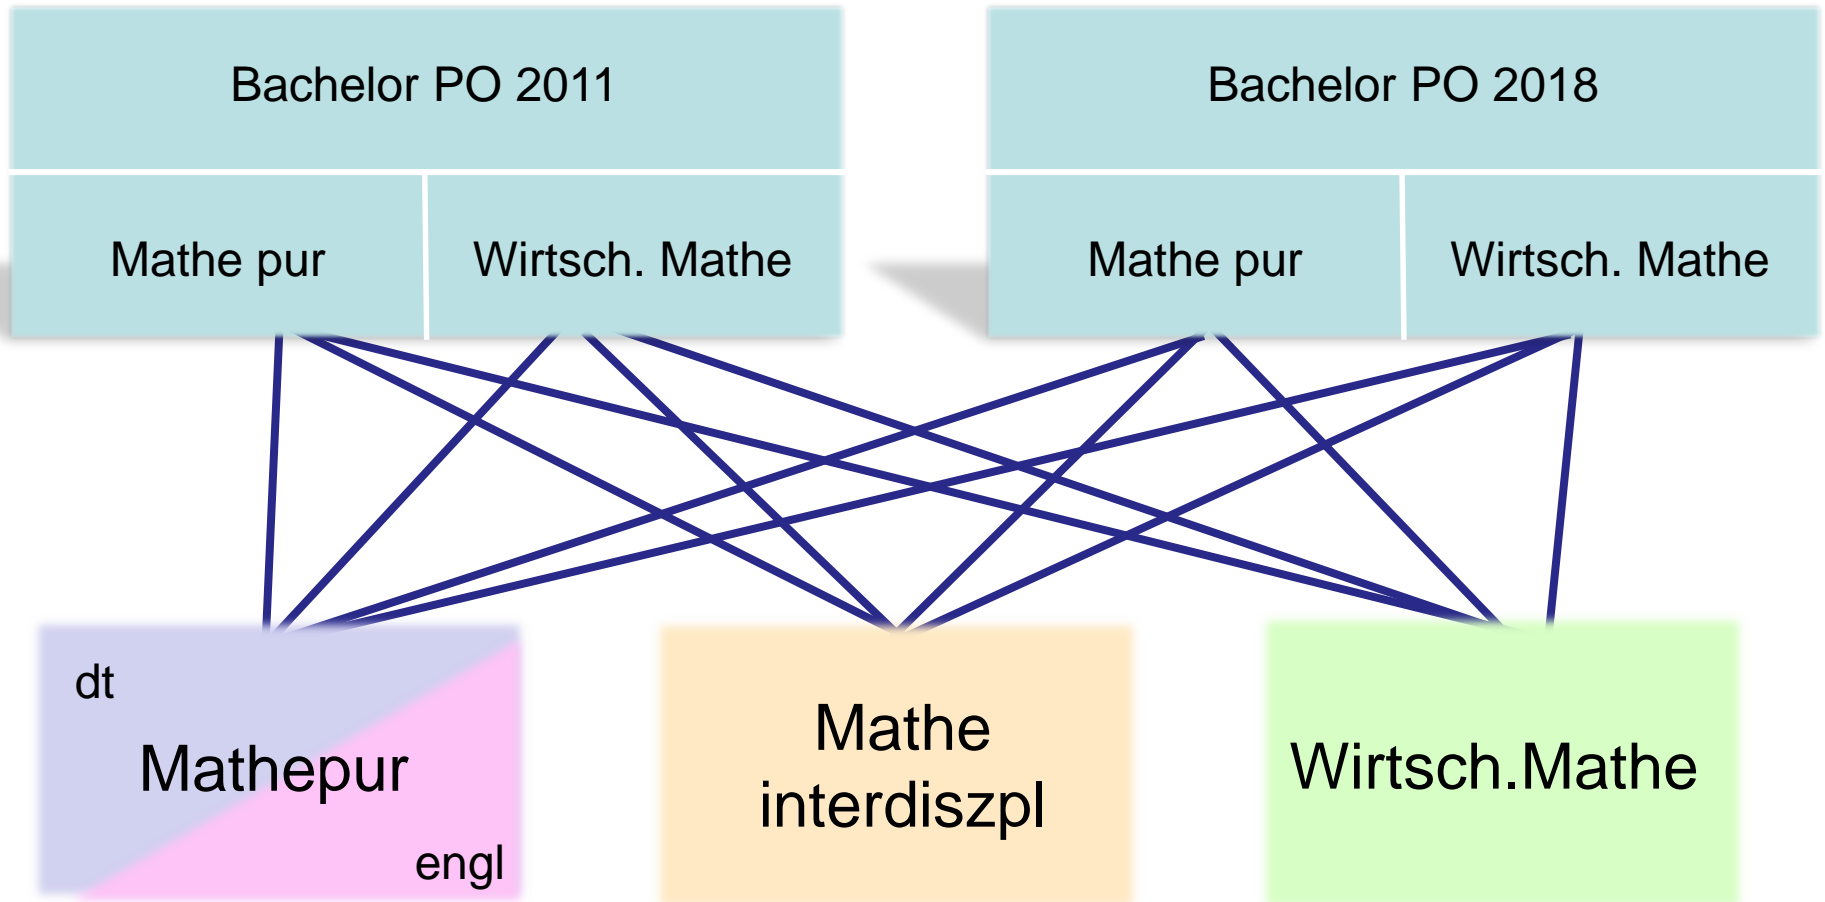 Bachelor PO 2011
Bachelor PO 2018
Mathe pur
Wirtsch. Mathe
Mathe pur
Wirtsch. Mathe
dt
Mathepur
engl
Mathe
interdiszpl
Wirtsch.Mathe